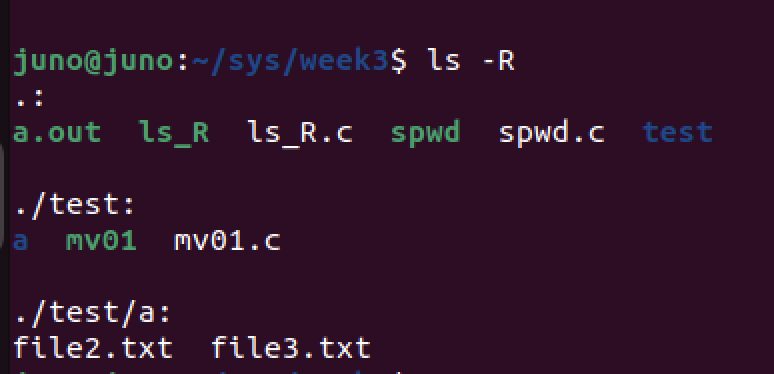 juno@juno:~/sys/week3$ ls -R
.:
a.out  ls_R  ls_R.c  spwd  spwd.c  test
./test:
a  mv01  mv01.c
./test/a:
file2.txt  file3.txt